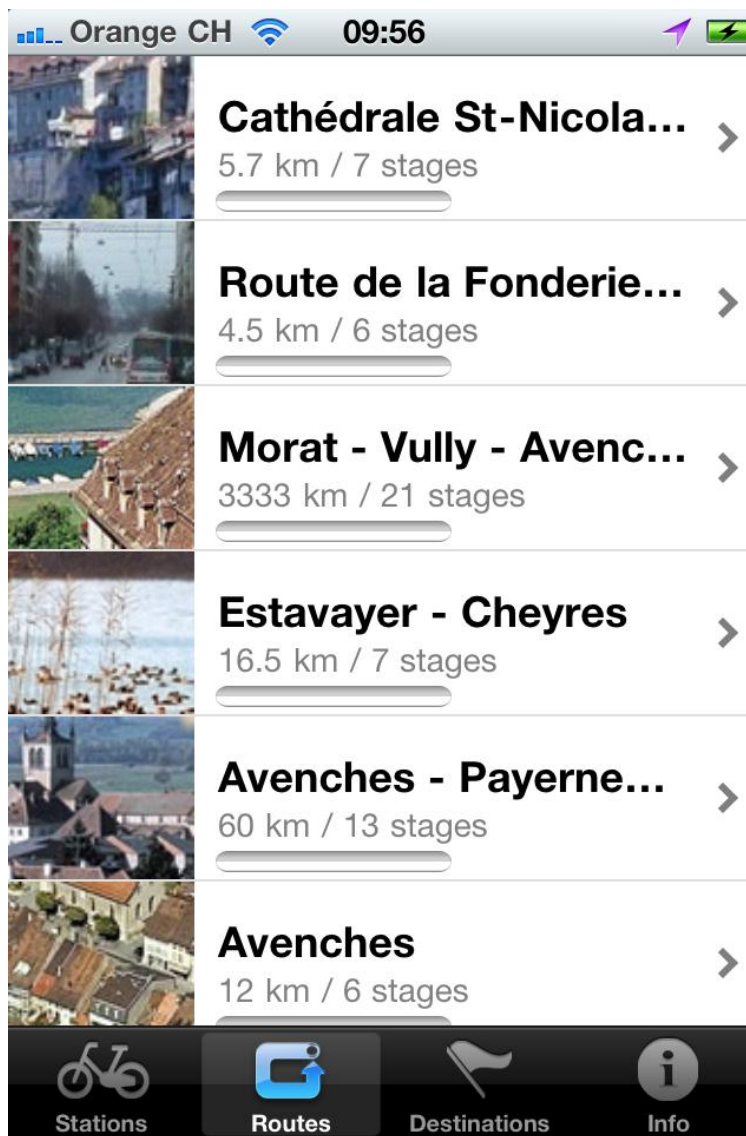 Orange CH 09:56
Cathédrale St-Nicola...
5.7 km / 7 stages
Route de la Fonderie...
4.5 km / 6 stages
Morat - Vully - Avenc...
3333 km / 21 stages
Estavayer - Cheyres
16.5 km / 7 stages
Avenches - Payerne...
60 km / 13 stages
Avenches
12 km / 6 stages
Stations Routes Destinations Info